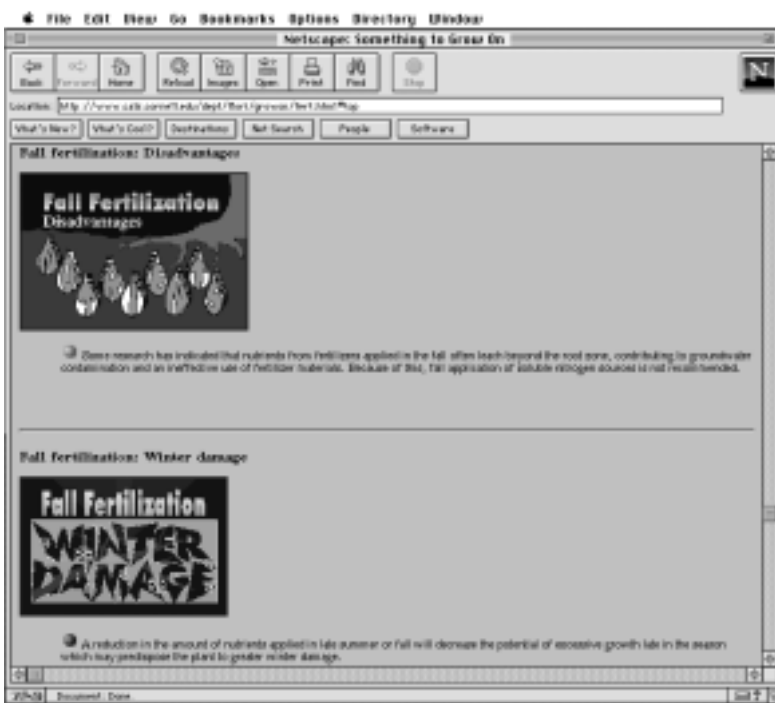 File Edit View Go Bookmarks Options Directory Window
Netscape: Something to Grow On
Back Forward Home Reload Images Open Print Find Stop
Location:
What's New? What's Cool? Destinations Net Search People Software
Fall fertilization: Disadvantages
Fall Fertilization
Disadvantages
Some research has indicated that nutrients from fertilizers applied in the fall often leach beyond the root zone, contributing to groundwater
contamination and an ineffective use of fertilizer materials. Because of this, fall application of soluble nitrogen sources is not recommended.
Fall fertilization: Winter damage
Fall Fertilization
WINTER
DAMAGE
A reduction in the amount of nutrients applied in late summer or fall will decrease the potential of excessive growth late in the season
which may predispose the plant to greater winter damage.
Document: Done.